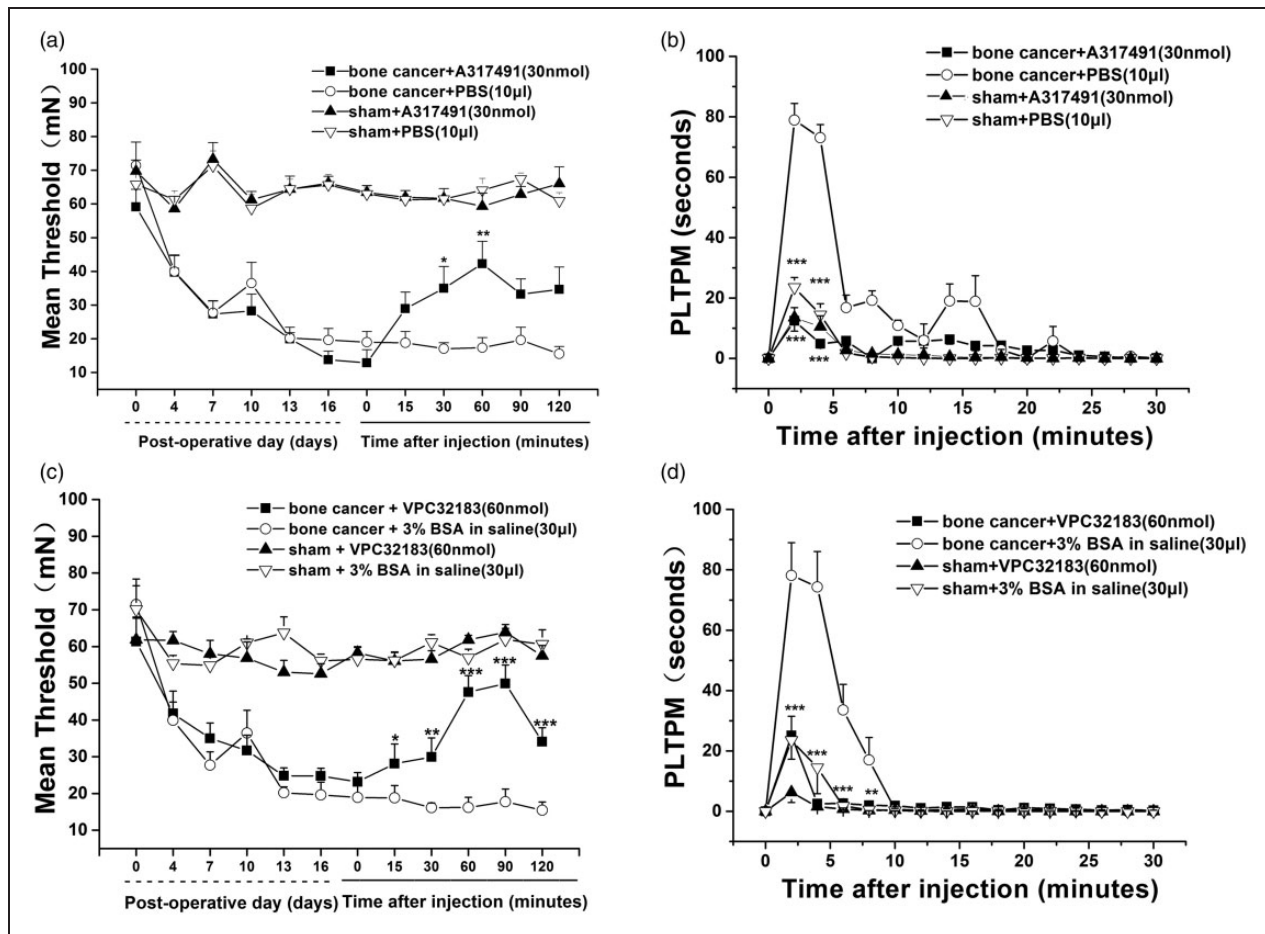 (a)
bone cancer+A317491(30nmol)
bone cancer+PBS(10μl)
sham+A317491(30nmol)
sham+PBS(10μl)
Mean Threshold (mN)
100
90
80
70
60
50
40
30
20
10
* **
0 4 7 10 13 16 0 15 30 60 90 120
Post-operative day (days) Time after injection (minutes)
(b)
bone cancer+A317491(30nmol)
bone cancer+PBS(10μl)
sham+A317491(30nmol)
sham+PBS(10μl)
PLTPM (seconds)
100
80
60
40
20
0
*** ***
*** ***
0 5 10 15 20 25 30
Time after injection (minutes)
(c)
bone cancer + VPC32183(60nmol)
bone cancer + 3% BSA in saline(30μl)
sham + VPC32183(60nmol)
sham + 3% BSA in saline(30μl)
Mean Threshold (mN)
100
90
80
70
60
50
40
30
20
10
* ** *** *** ***
0 4 7 10 13 16 0 15 30 60 90 120
Post-operative day (days) Time after injection (minutes)
(d)
bone cancer+VPC32183(60nmol)
bone cancer+3% BSA in saline(30μl)
sham+VPC32183(60nmol)
sham+3% BSA in saline(30μl)
PLTPM (seconds)
100
80
60
40
20
0
*** *** *** **
0 5 10 15 20 25 30
Time after injection (minutes)